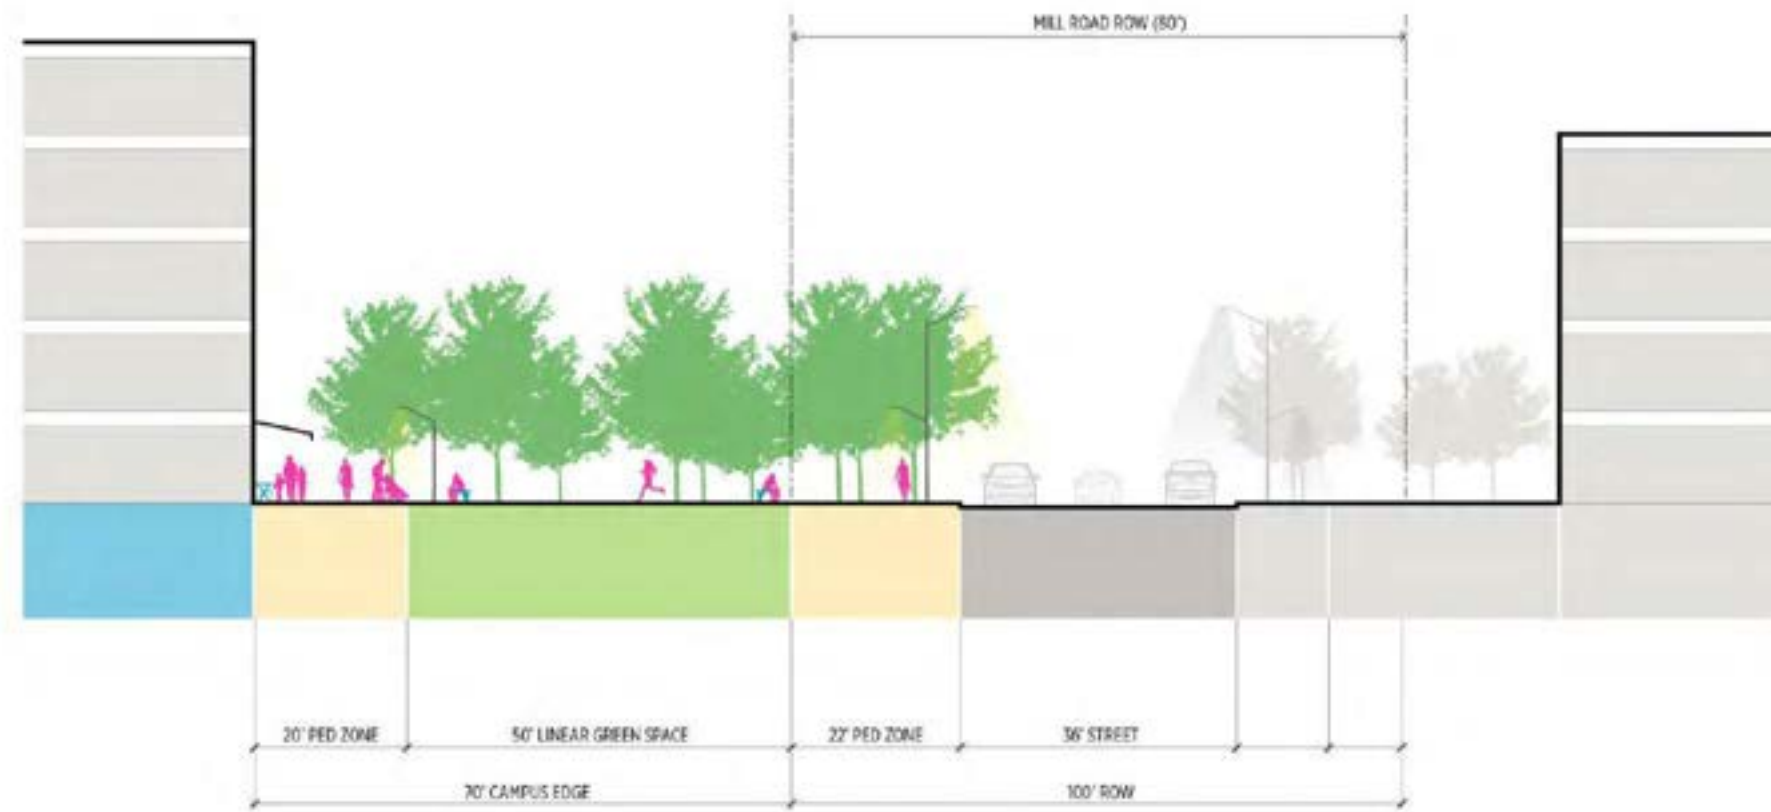 MILL ROAD ROW (80')
20' PED ZONE
50' LINEAR GREEN SPACE
22' PED ZONE
36' STREET
70' CAMPUS EDGE
100' ROW